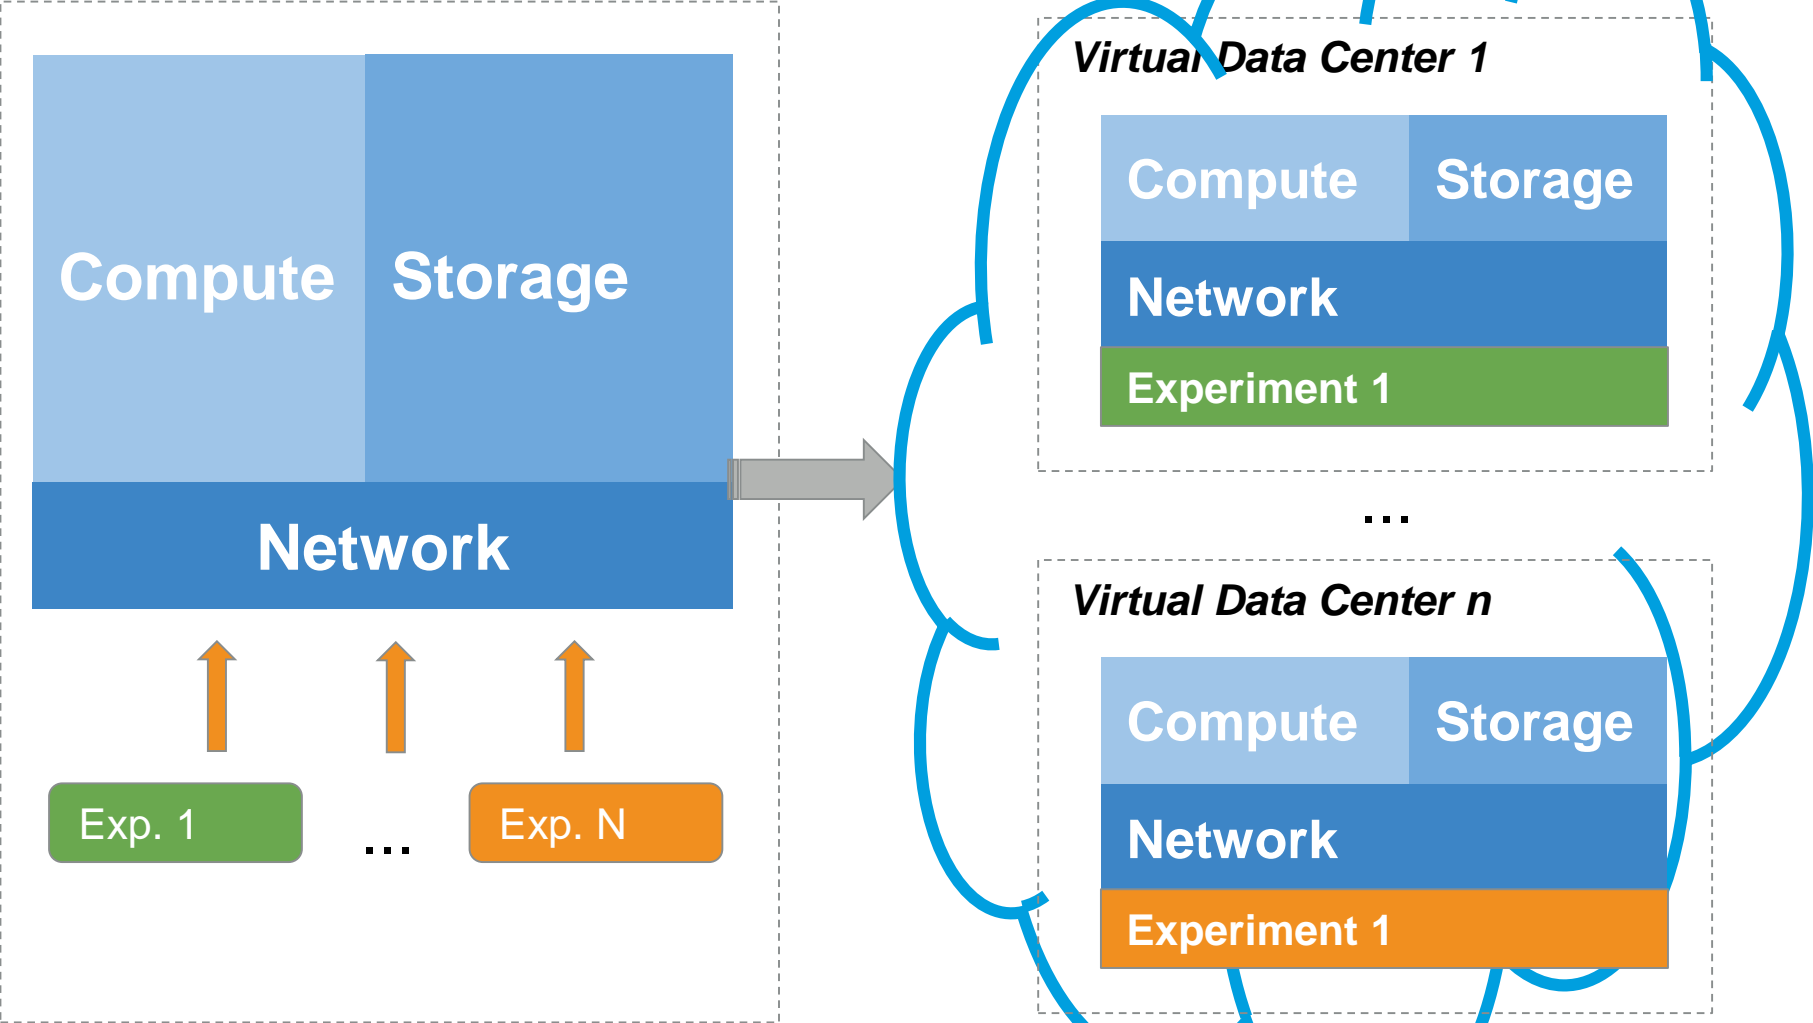 Compute
Storage
Network
Exp. 1
...
Exp. N
Virtual Data Center 1
Compute
Storage
Network
Experiment 1
...
Virtual Data Center n
Compute
Storage
Network
Experiment 1